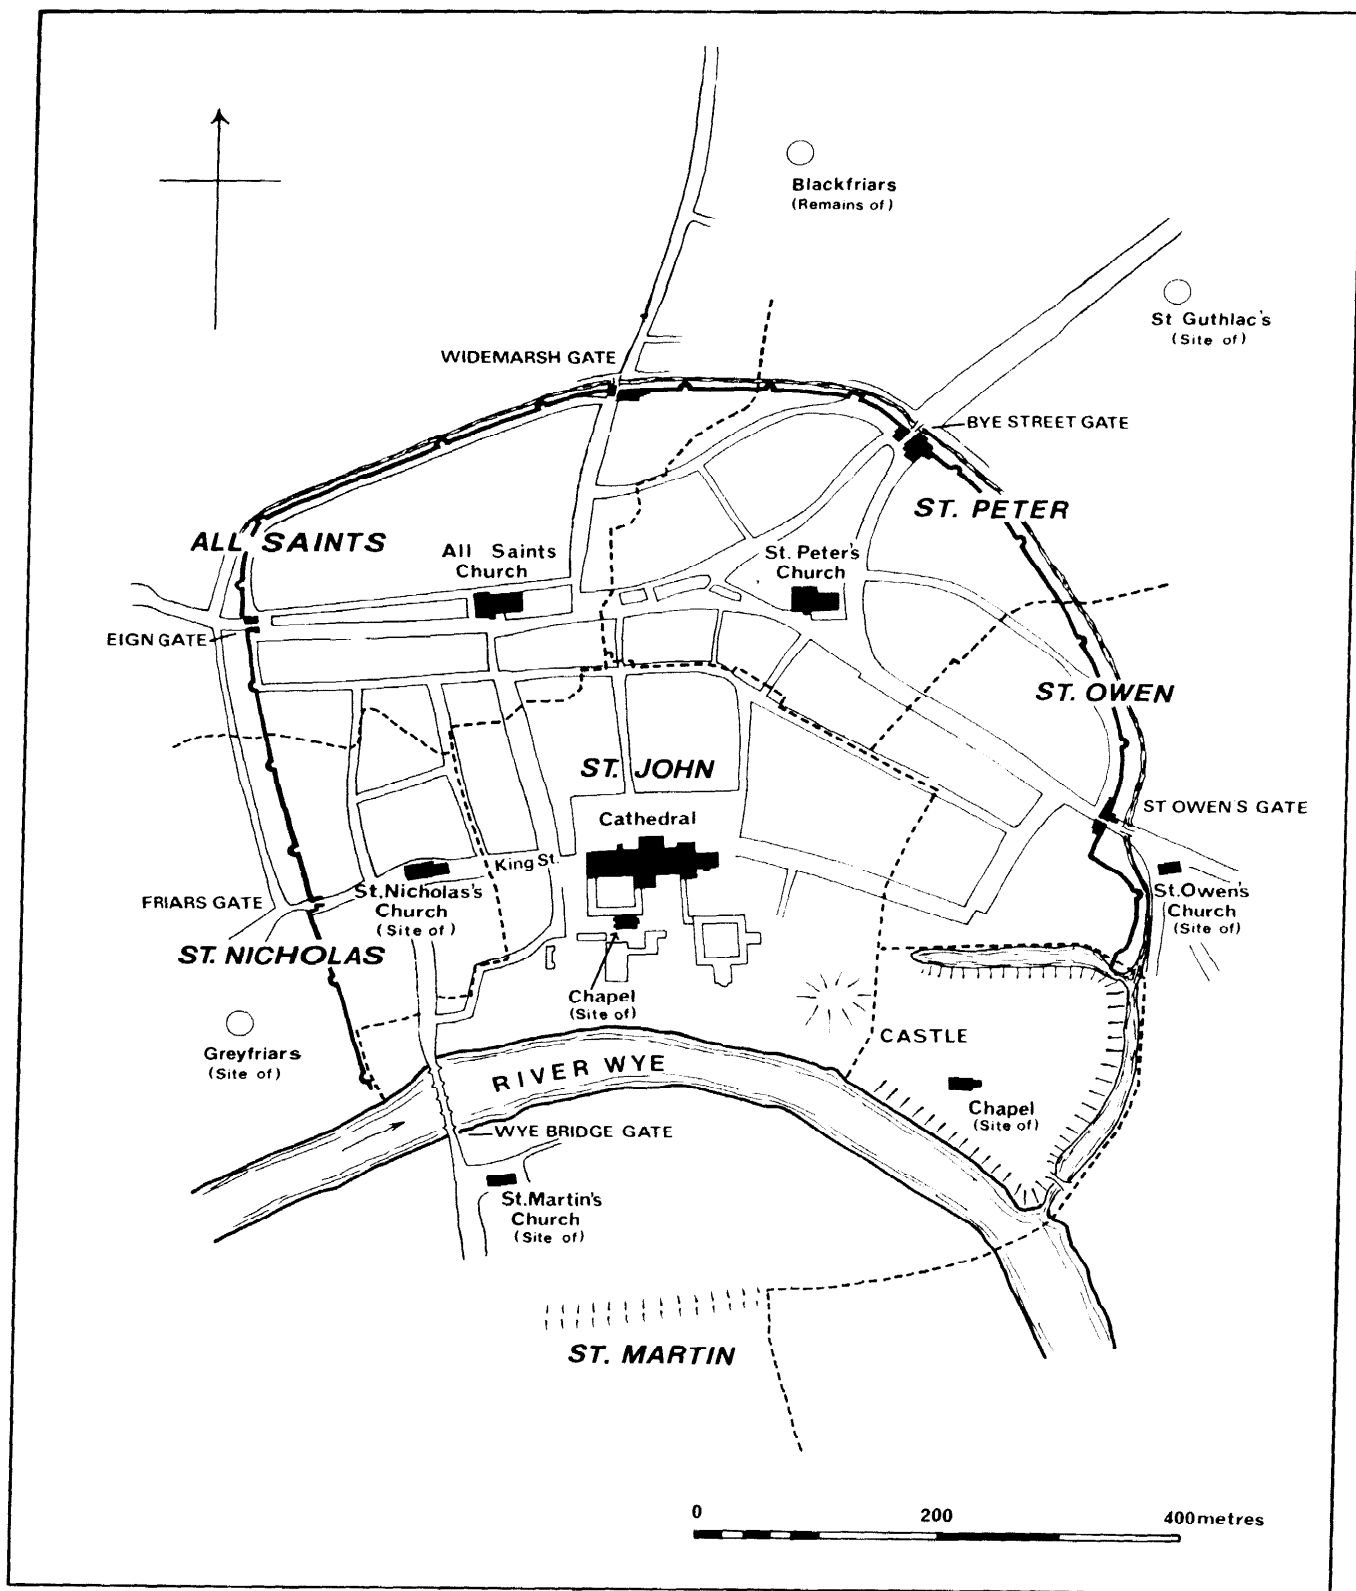 Blackfriars
(Remains of)
St Guthlac's
(Site of)
WIDEMARSH GATE
BYE STREET GATE
ST. PETER
ALL SAINTS
All Saints
Church
St. Peter's
Church
EIGN GATE
ST. OWEN
ST. JOHN
ST OWEN'S GATE
Cathedral
King St.
St. Nicholas's
Church
(Site of)
St. Owen's
Church
(Site of)
FRIARS GATE
ST. NICHOLAS
Chapel
(Site of)
Greyfriars
(Site of)
CASTLE
RIVER WYE
Chapel
(Site of)
WYE BRIDGE GATE
St. Martin's
Church
(Site of)
ST. MARTIN
0 200 400 metres